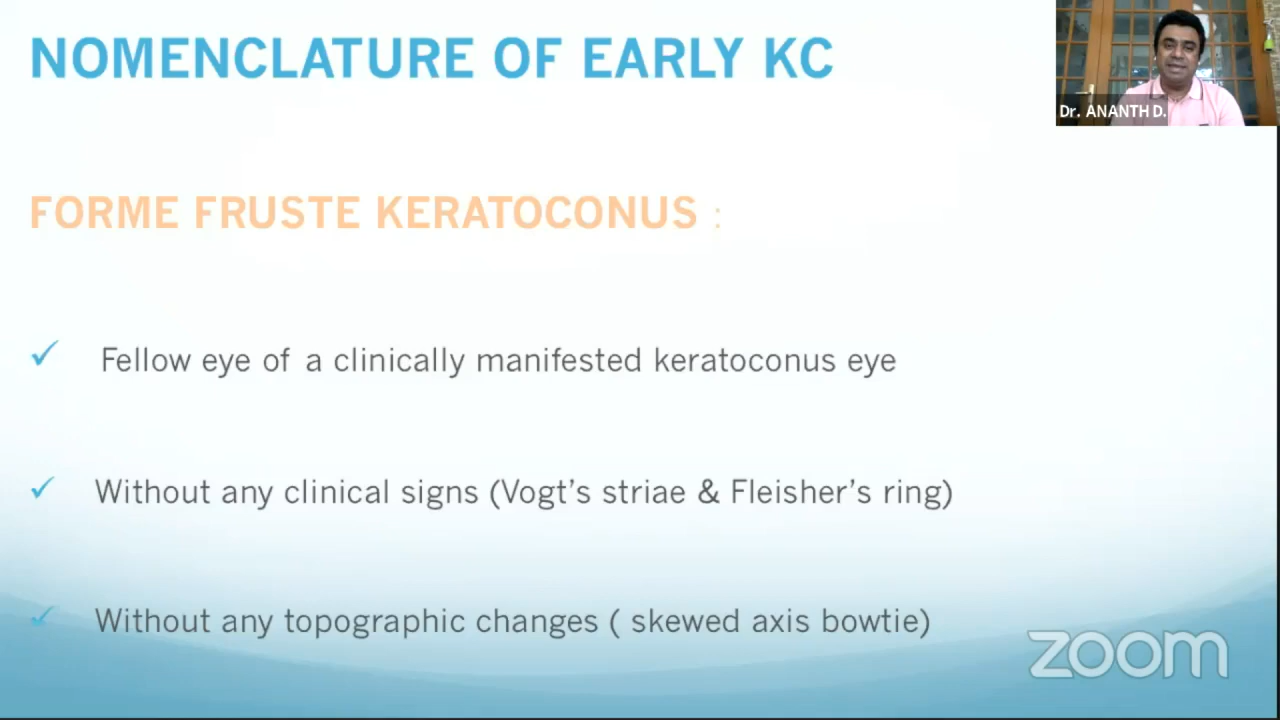 NOMENCLATURE OF EARLY KC
Dr. ANANTH D.
FORME FRUSTE KERATOCONUS :
✓ Fellow eye of a clinically manifested keratoconus eye
✓ Without any clinical signs (Vogt’s striae & Fleisher’s ring)
✓ Without any topographic changes ( skewed axis bowtie)
zoom